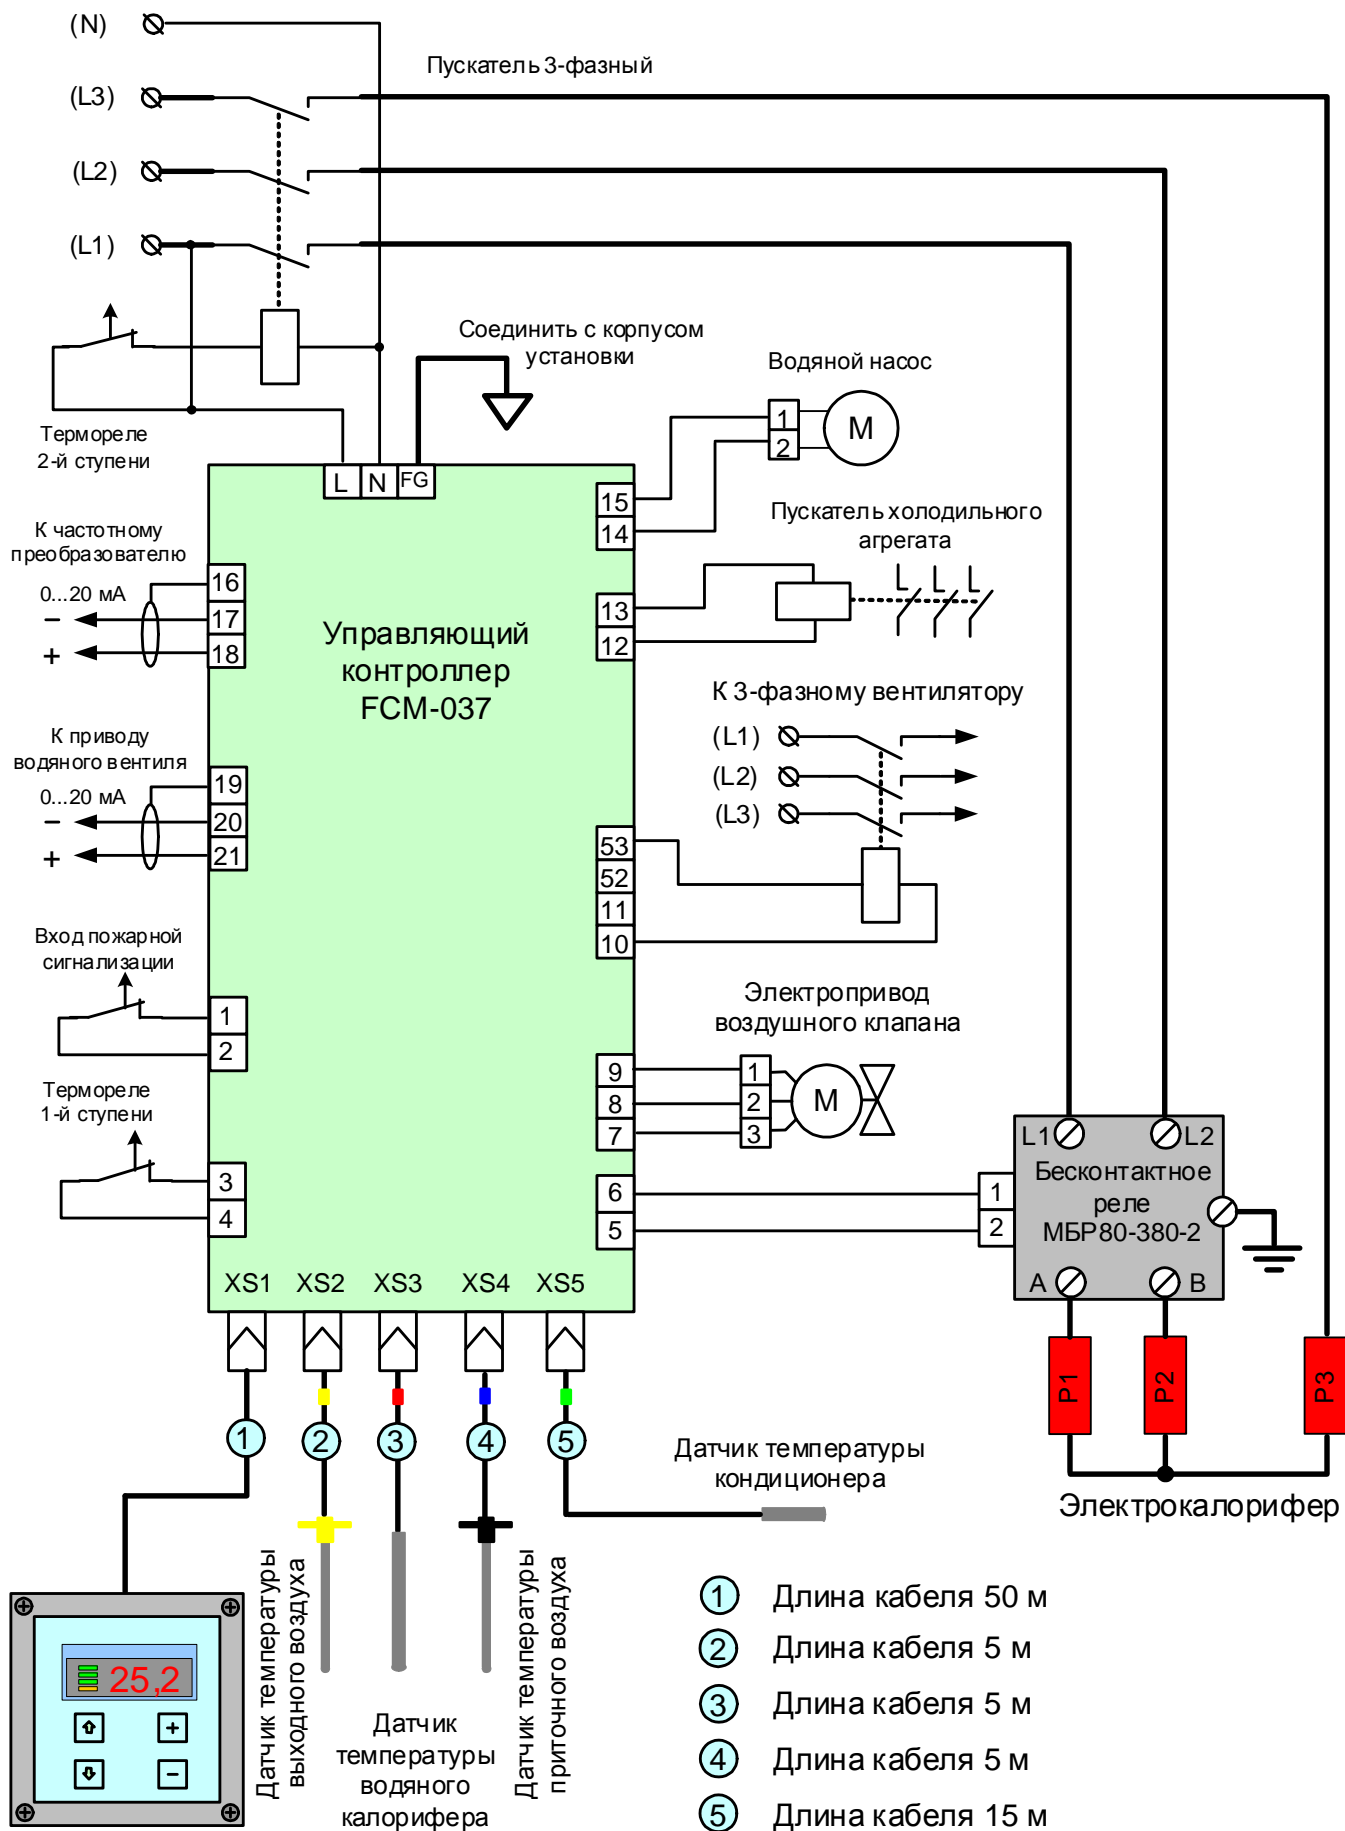 (N)
Пускатель 3-фазный
(L3)
(L2)
(L1)
Соединить с корпусом
установки
Водяной насос
1
2
M
Термореле
2-й ступени
L N FG
15
14
Пускатель холодильного
агрегата
К частотному
преобразователю
0...20 мА
−
+
16
17
18
13
12
Управляющий
контроллер
FCM-037
К 3-фазному вентилятору
(L1)
(L2)
(L3)
К приводу
водяного вентиля
0...20 мА
−
+
19
20
21
53
52
11
10
Вход пожарной
сигнализации
1
2
Электропривод
воздушного клапана
9
8
7
1
2
3
M
Термореле
1-й ступени
3
4
6
5
1
2
L1 L2
Бесконтактное
реле
МБР80-380-2
A B
XS1 XS2 XS3 XS4 XS5
P1 P2 P3
1 2 3 4 5
Датчик температуры
кондиционера
Электрокалорифер
Датчик температуры
выходного воздуха
Датчик
температуры
водяного
калорифера
Датчик температуры
приточного воздуха
25,2
+
−
1 Длина кабеля 50 м
2 Длина кабеля 5 м
3 Длина кабеля 5 м
4 Длина кабеля 5 м
5 Длина кабеля 15 м